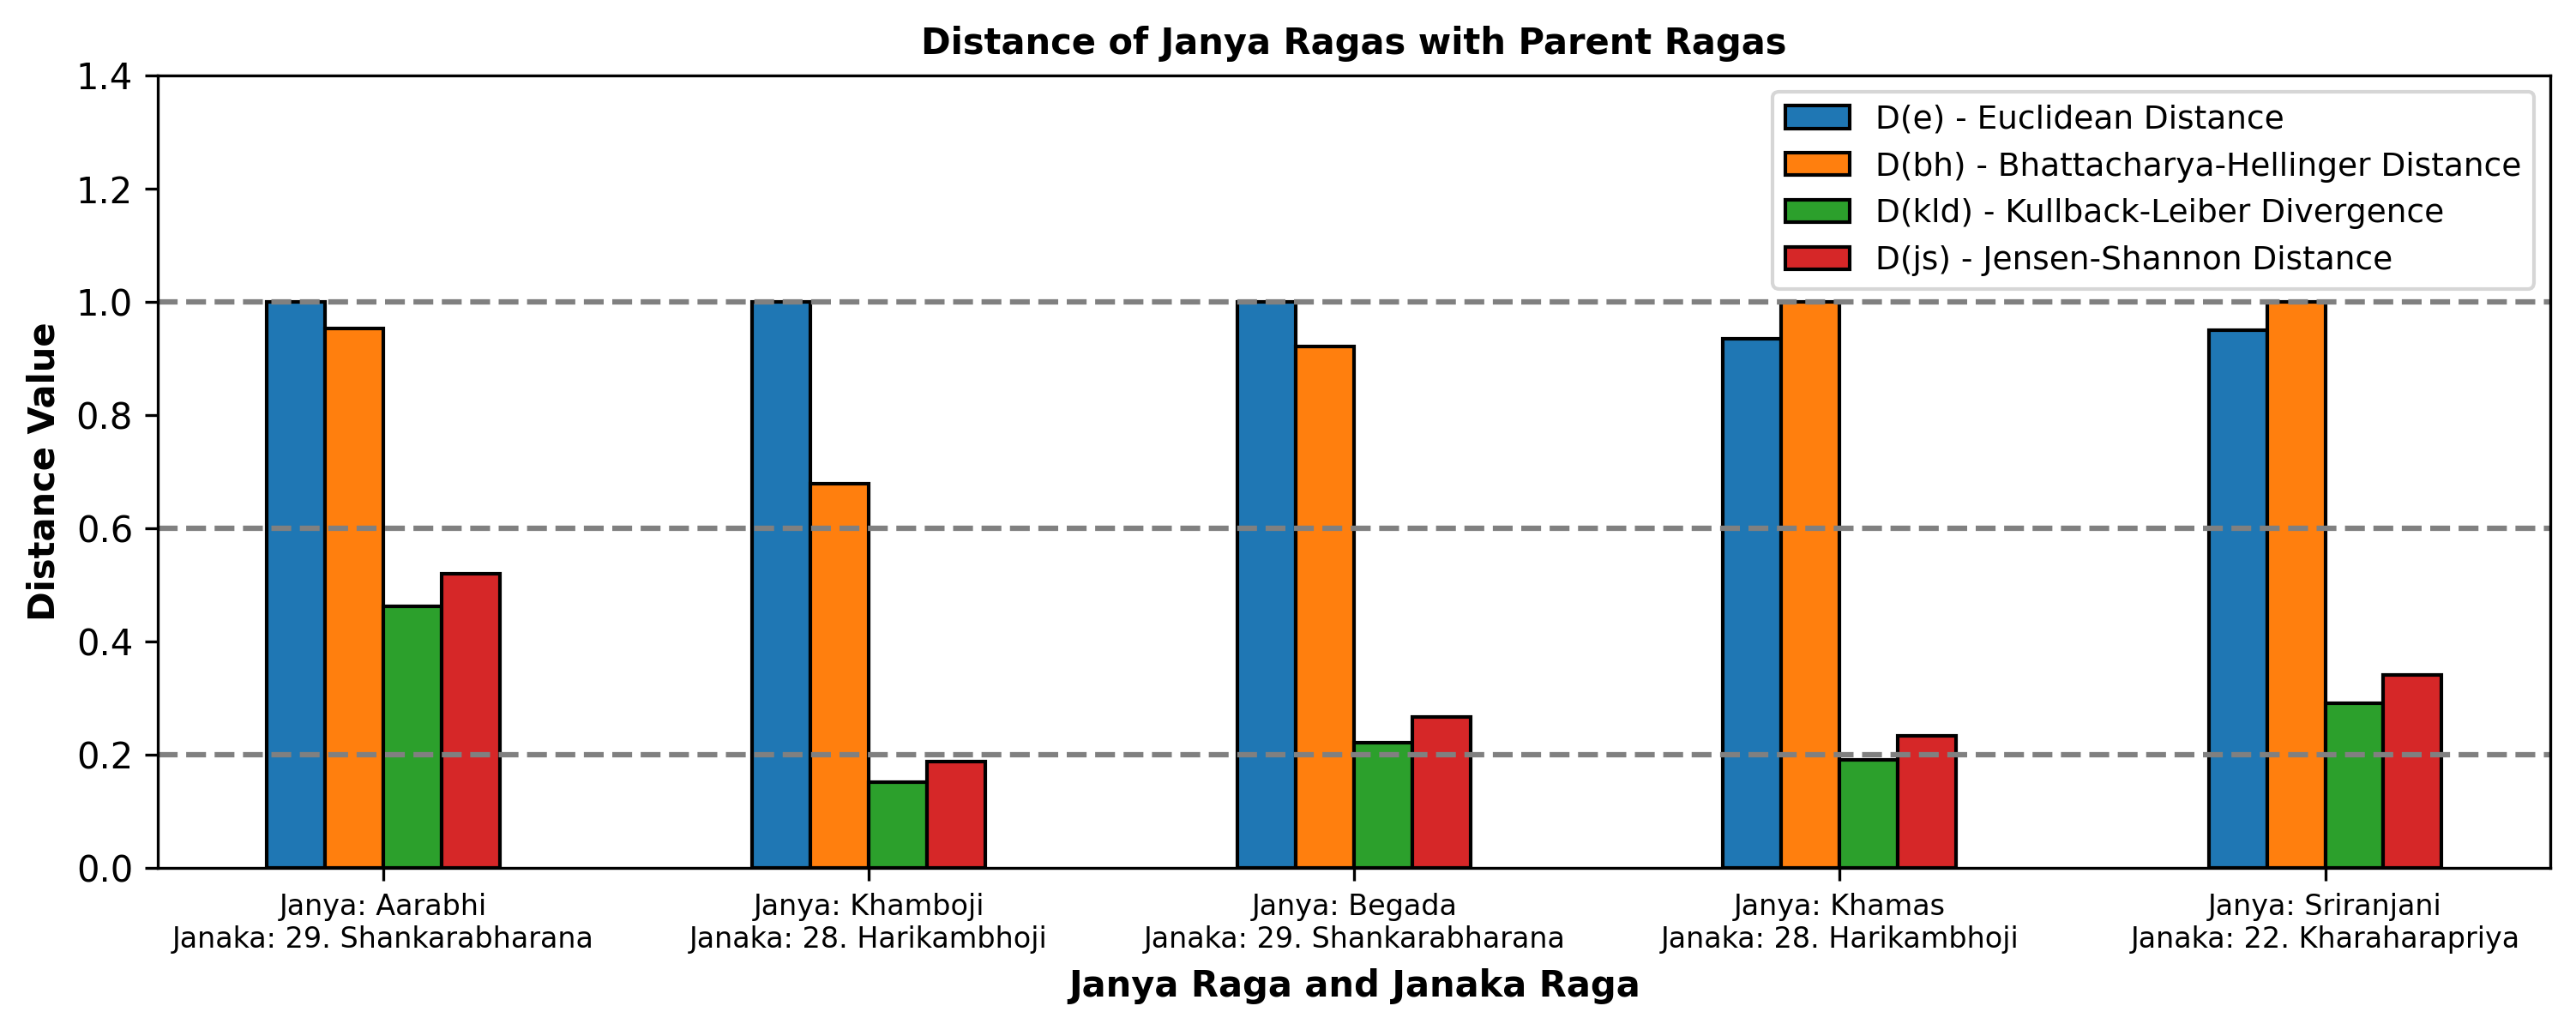 Distance of Janya Ragas with Parent Ragas
1.4
1.2
1.0
0.8
0.6
0.4
0.2
0.0
Distance Value
D(e) - Euclidean Distance
D(bh) - Bhattacharya-Hellinger Distance
D(kld) - Kullback-Leiber Divergence
D(js) - Jensen-Shannon Distance
Janya: Aarabhi
Janaka: 29. Shankarabharana
Janya: Khamboji
Janaka: 28. Harikambhoji
Janya: Begada
Janaka: 29. Shankarabharana
Janya: Khamas
Janaka: 28. Harikambhoji
Janya: Sriranjani
Janaka: 22. Kharaharapriya
Janya Raga and Janaka Raga